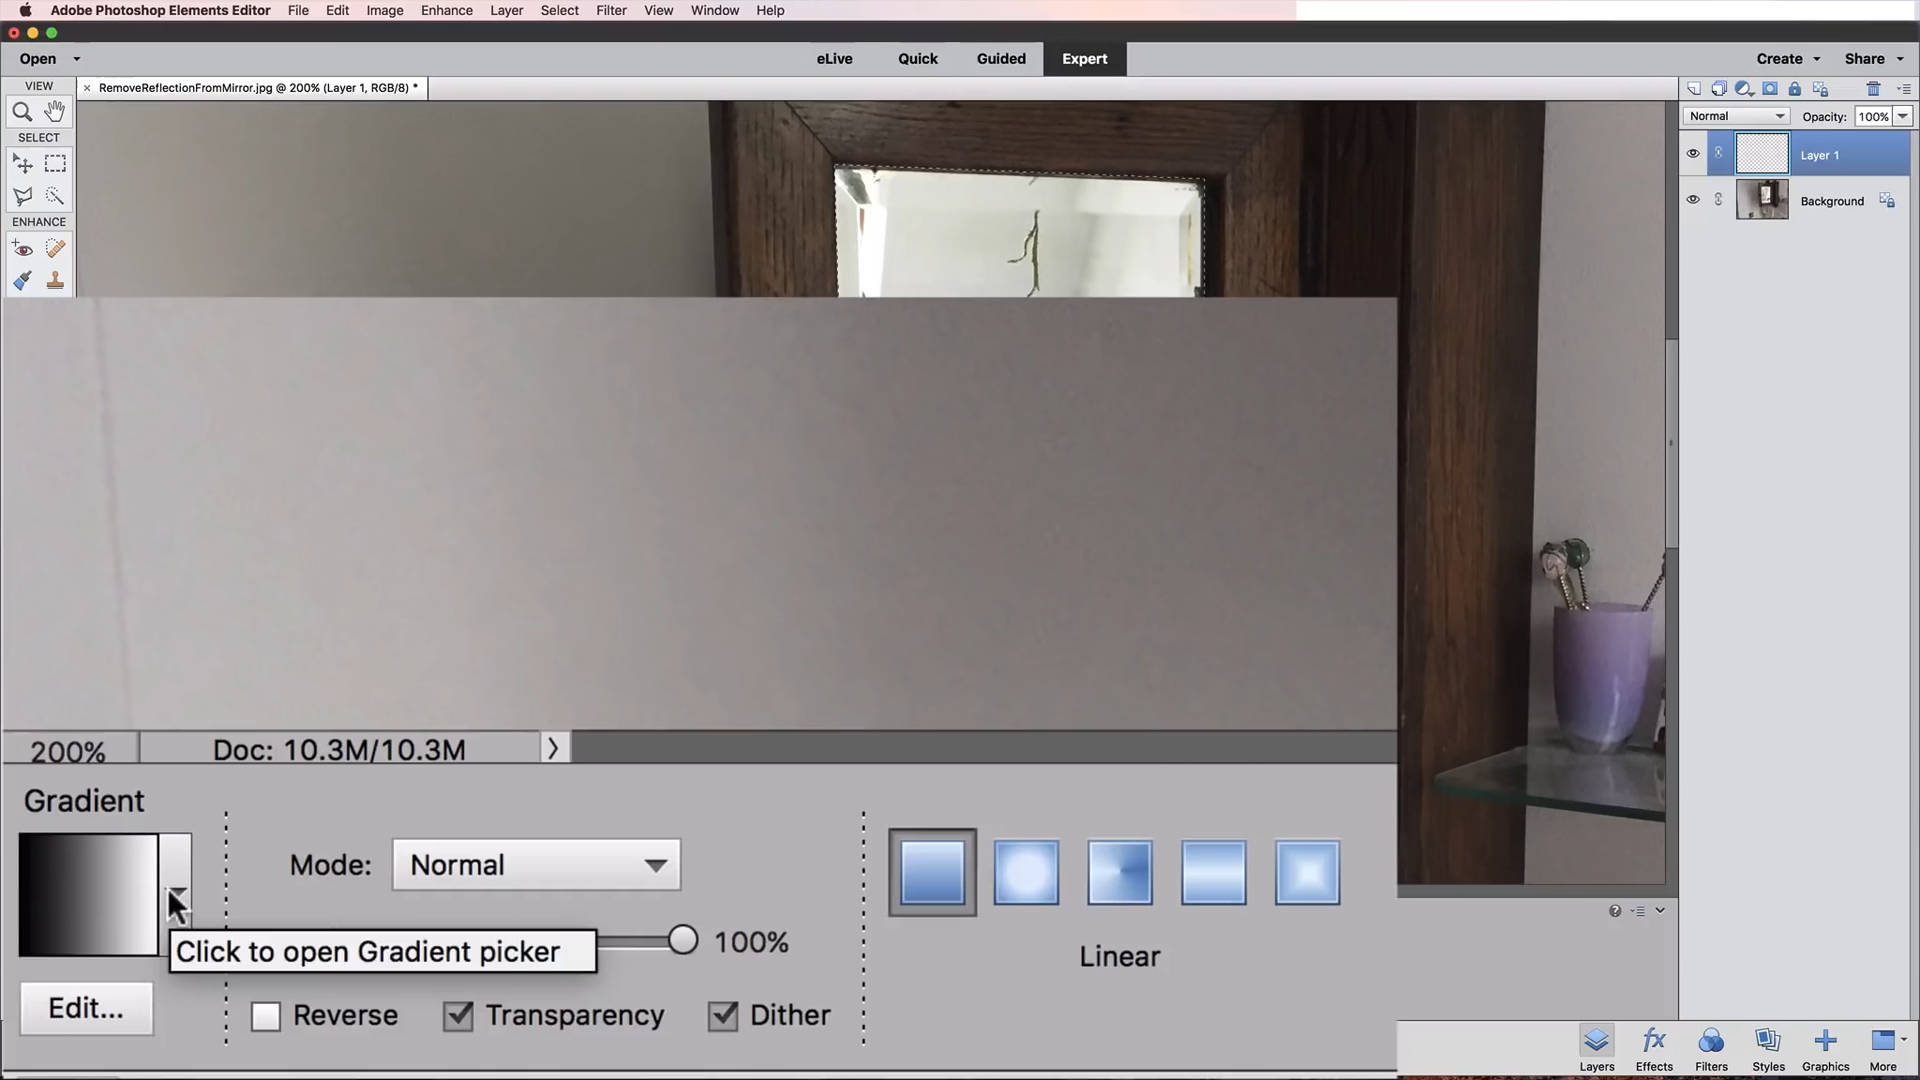 Adobe Photoshop Elements Editor File Edit Image Enhance Layer Select Filter View Window Help
Open eLive Quick Guided Expert Create Share
VIEW
× RemoveReflectionFromMirror.jpg @ 200% (Layer 1, RGB/8) *
Normal Opacity: 100%
SELECT
Layer 1
Background
ENHANCE
200% Doc: 10.3M/10.3M
Gradient
Mode: Normal
Click to open Gradient picker
100%
Linear
Edit...
Reverse Transparency Dither
Layers Effects Filters Styles Graphics More